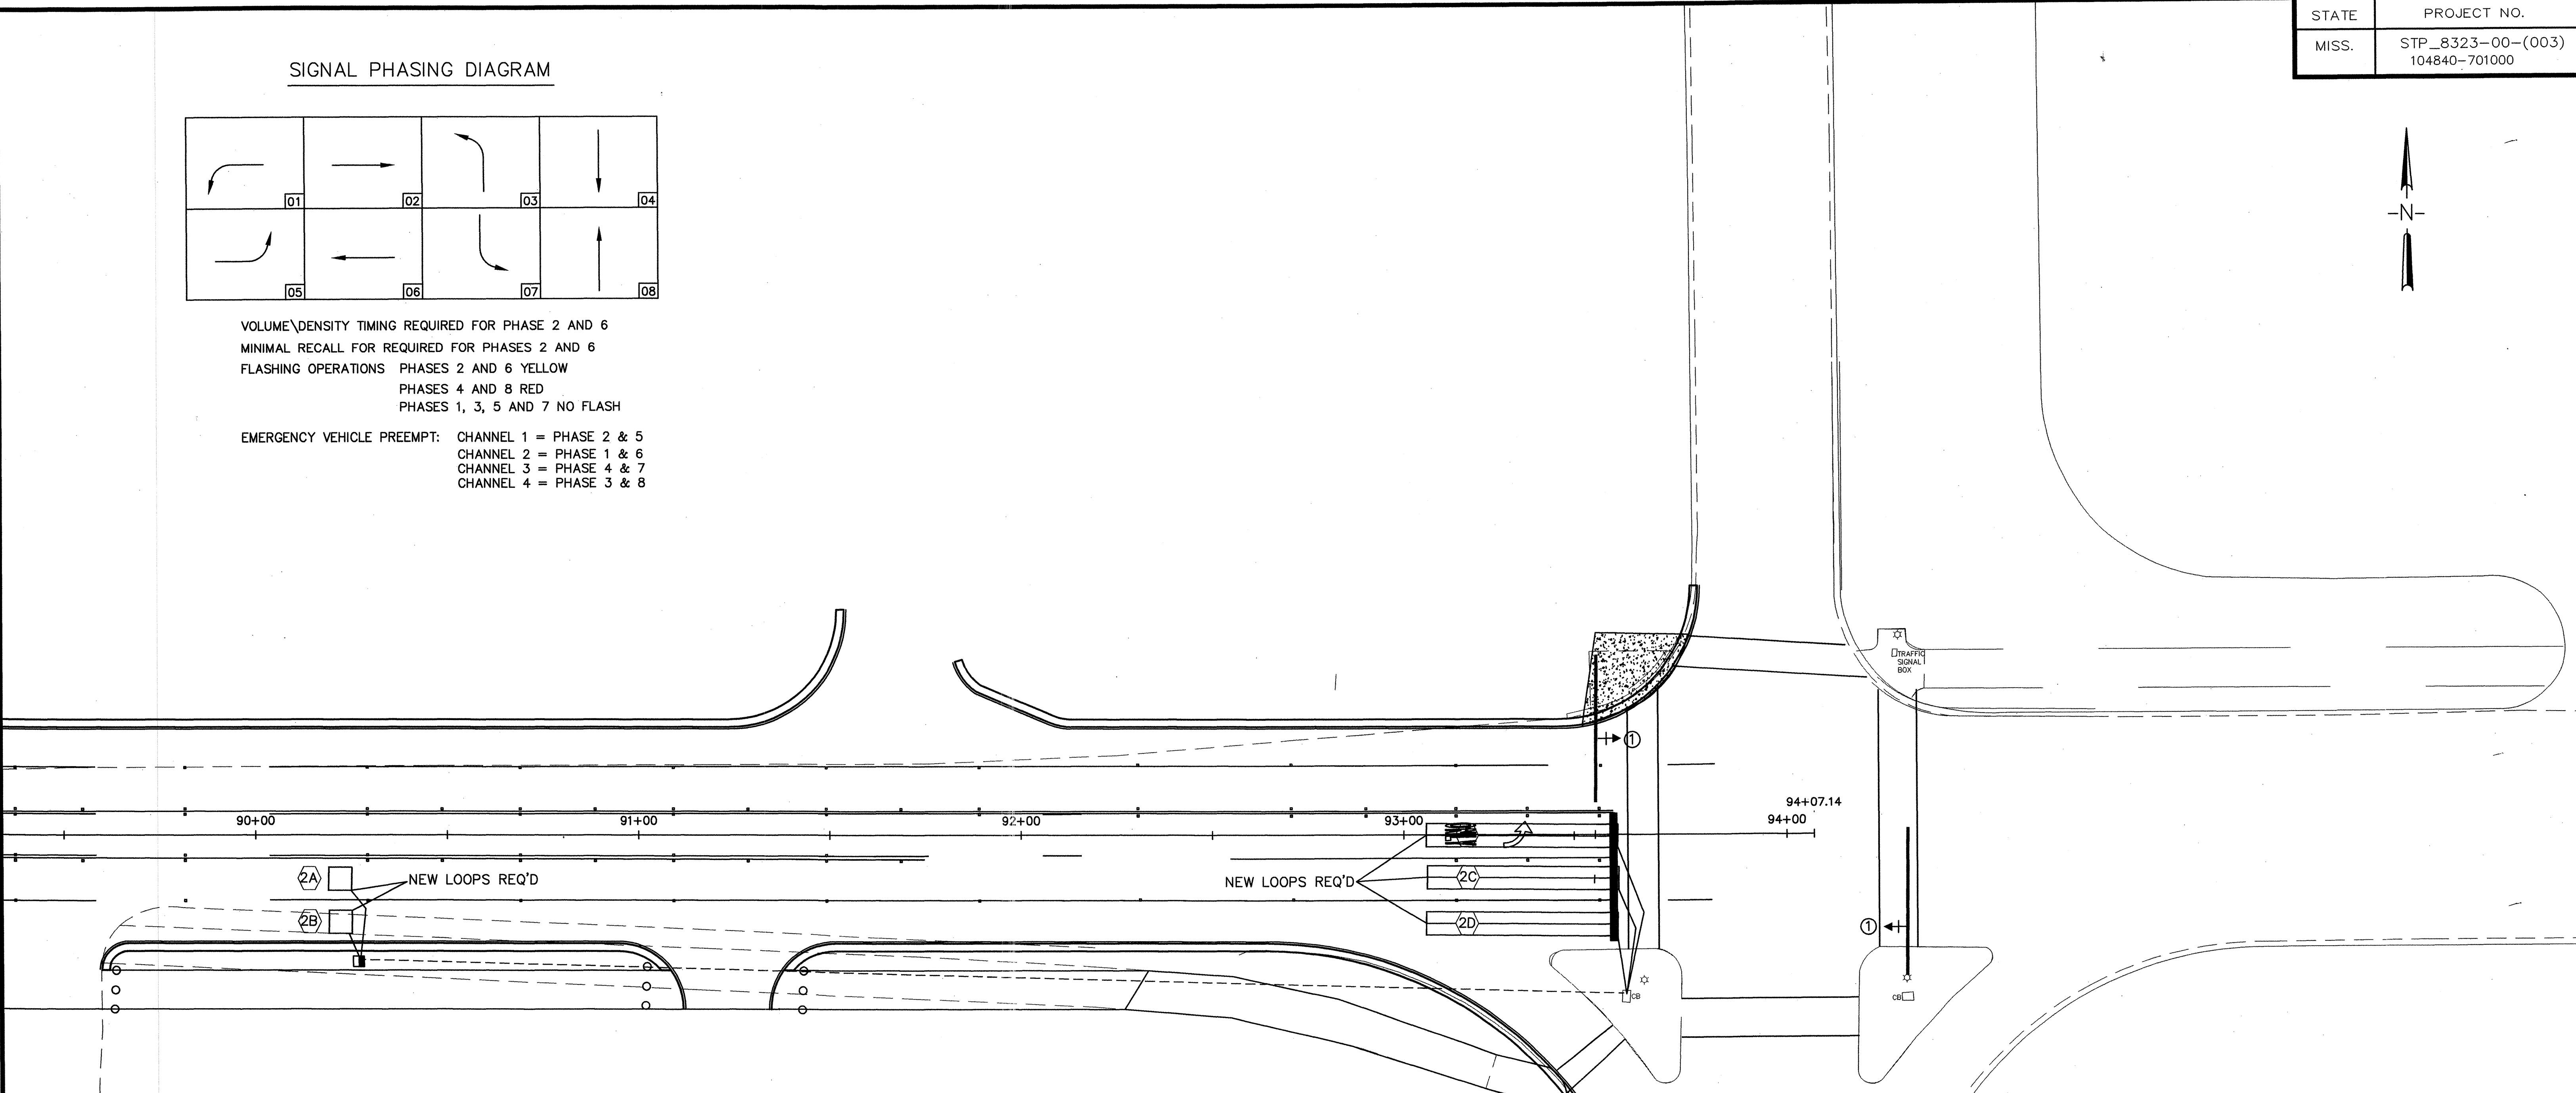 STATE
PROJECT NO.
MISS.
STP_8323-00-(003)
104840-701000
SIGNAL PHASING DIAGRAM
01
02
03
04
05
06
07
08
VOLUME\DENSITY TIMING REQUIRED FOR PHASE 2 AND 6
MINIMAL RECALL FOR REQUIRED FOR PHASES 2 AND 6
FLASHING OPERATIONS PHASES 2 AND 6 YELLOW
PHASES 4 AND 8 RED
PHASES 1, 3, 5 AND 7 NO FLASH
EMERGENCY VEHICLE PREEMPT: CHANNEL 1 = PHASE 2 & 5
CHANNEL 2 = PHASE 1 & 6
CHANNEL 3 = PHASE 4 & 7
CHANNEL 4 = PHASE 3 & 8
-N-
TRAFFIC
SIGNAL
BOX
1
94+07.14
90+00
91+00
92+00
93+00
94+00
2A
NEW LOOPS REQ'D
2B
NEW LOOPS REQ'D
2C
2D
1
CB
CB